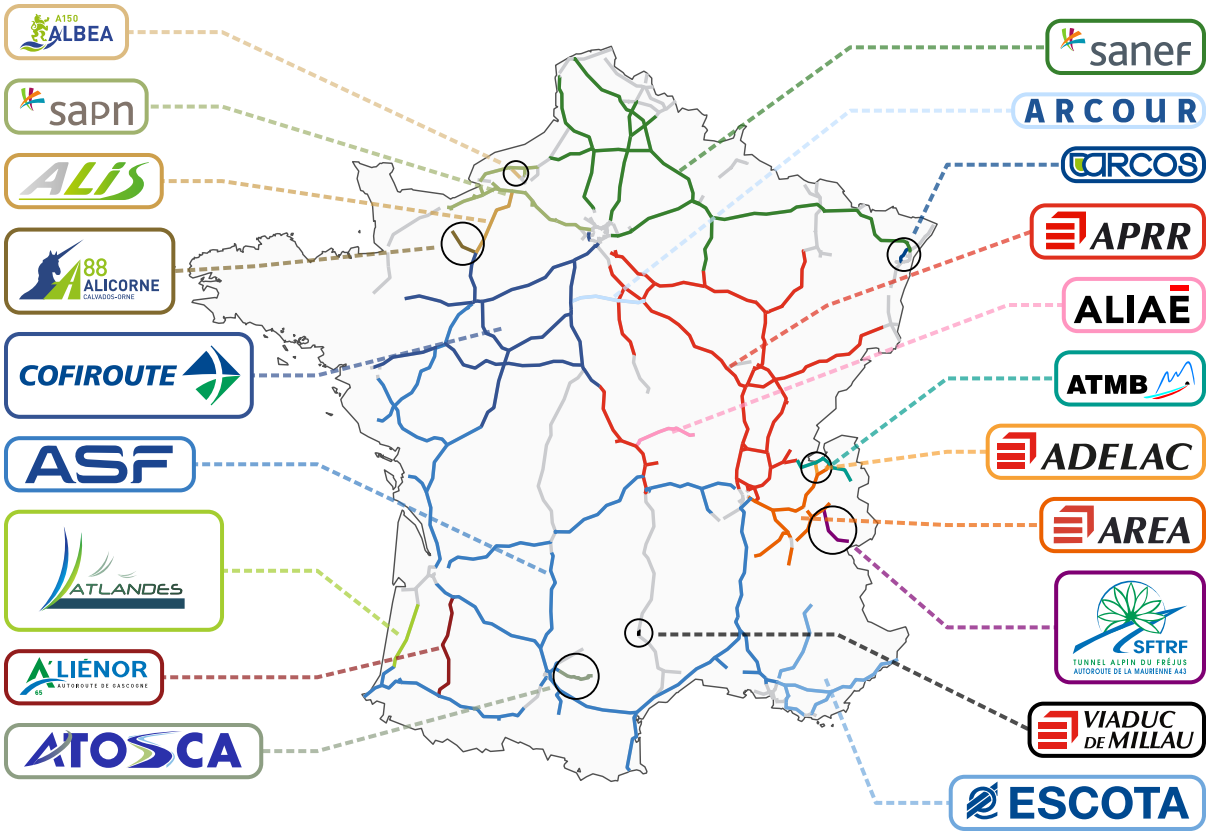 A150
ALBEA
sapn
ALiS
88
ALICORNE
CALVADOS-ORNE
COFIROUTE
ASF
ATLANDES
A'LIÉNOR
AUTOROUTE DE GASCOGNE
65
ATOSCA
sanef
ARCOUR
ARCOS
APRR
ALIAĒ
ATMB
ADELAC
AREA
SFTRF
TUNNEL ALPIN DU FRÉJUS
AUTOROUTE DE LA MAURIENNE A43
VIADUC
DE MILLAU
ESCOTA